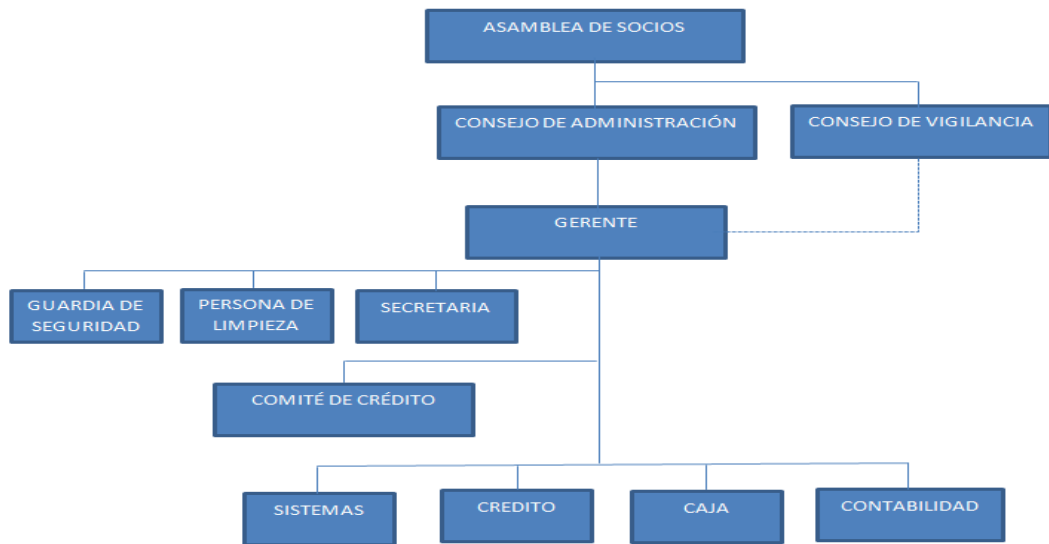 ASAMBLEA DE SOCIOS
CONSEJO DE ADMINISTRACIÓN
CONSEJO DE VIGILANCIA
GERENTE
GUARDIA DE
SEGURIDAD
PERSONA DE
LIMPIEZA
SECRETARIA
COMITÉ DE CRÉDITO
SISTEMAS
CREDITO
CAJA
CONTABILIDAD